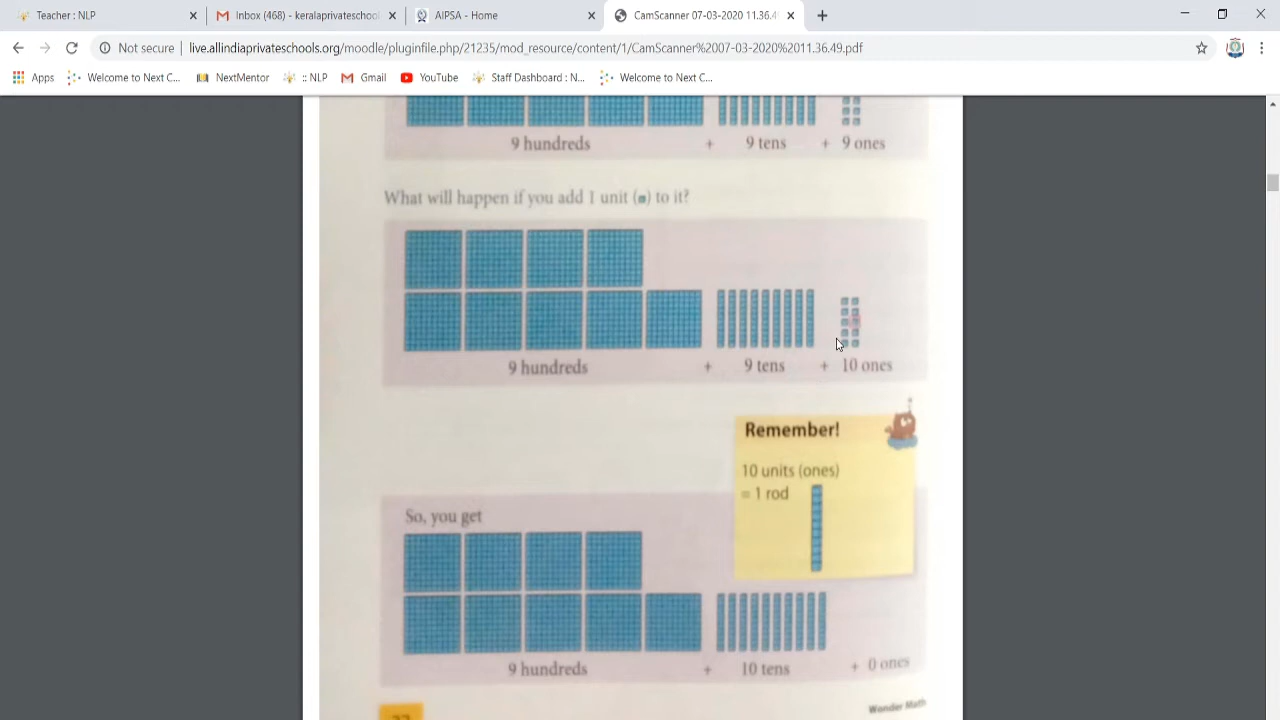 Teacher : NLP
Inbox (468) - keralaprivateschool
AIPSA - Home
CamScanner 07-03-2020 11.36.4
Not secure | live.allindiaprivateschools.org/moodle/pluginfile.php/21235/mod_resource/content/1/CamScanner%2007-03-2020%2011.36.49.pdf
Apps
Welcome to Next C...
NextMentor
:: NLP
Gmail
YouTube
Staff Dashboard : N...
Welcome to Next C...
9 hundreds + 9 tens + 9 ones
What will happen if you add 1 unit ( ) to it?
9 hundreds + 9 tens + 10 ones
Remember!
10 units (ones)
= 1 rod
So, you get
9 hundreds + 10 tens + 0 ones
Wonder Math